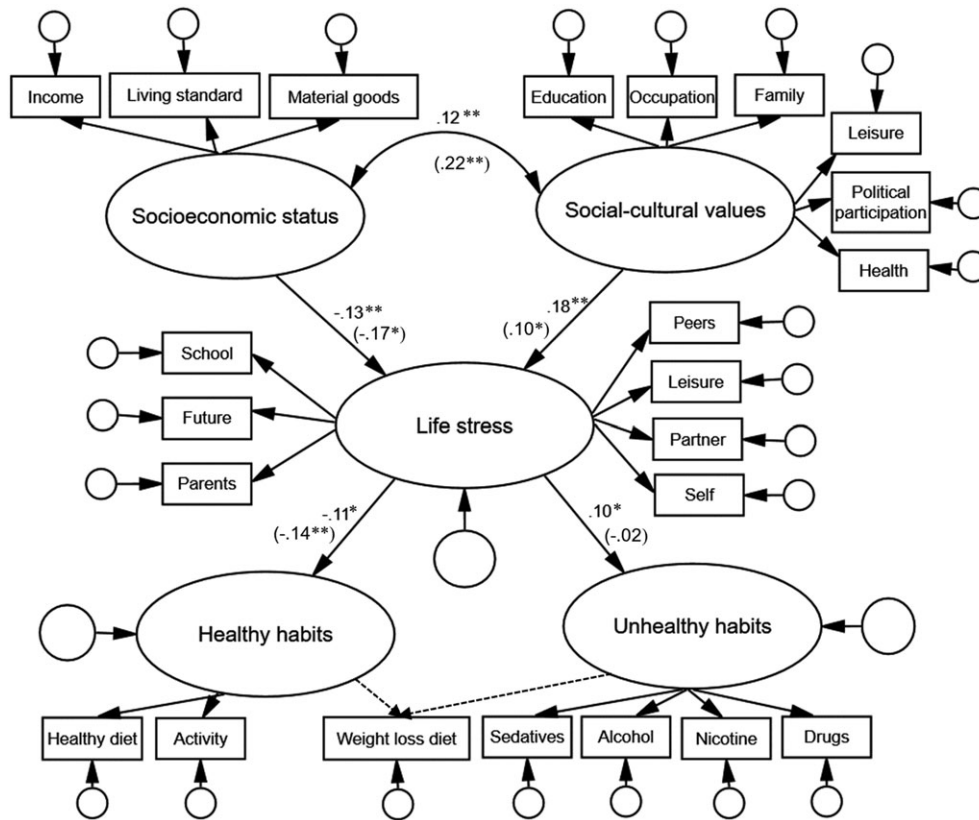 Income
Living standard
Material goods
Education
Occupation
Family
Leisure
.12**
(.22**)
Socioeconomic status
Social-cultural values
Political
participation
Health
-.13**
(-.17*)
.18**
(.10*)
School
Future
Parents
Life stress
Peers
Leisure
Partner
Self
-.11*
(-.14**)
.10*
(-.02)
Healthy habits
Unhealthy habits
Healthy diet
Activity
Weight loss diet
Sedatives
Alcohol
Nicotine
Drugs